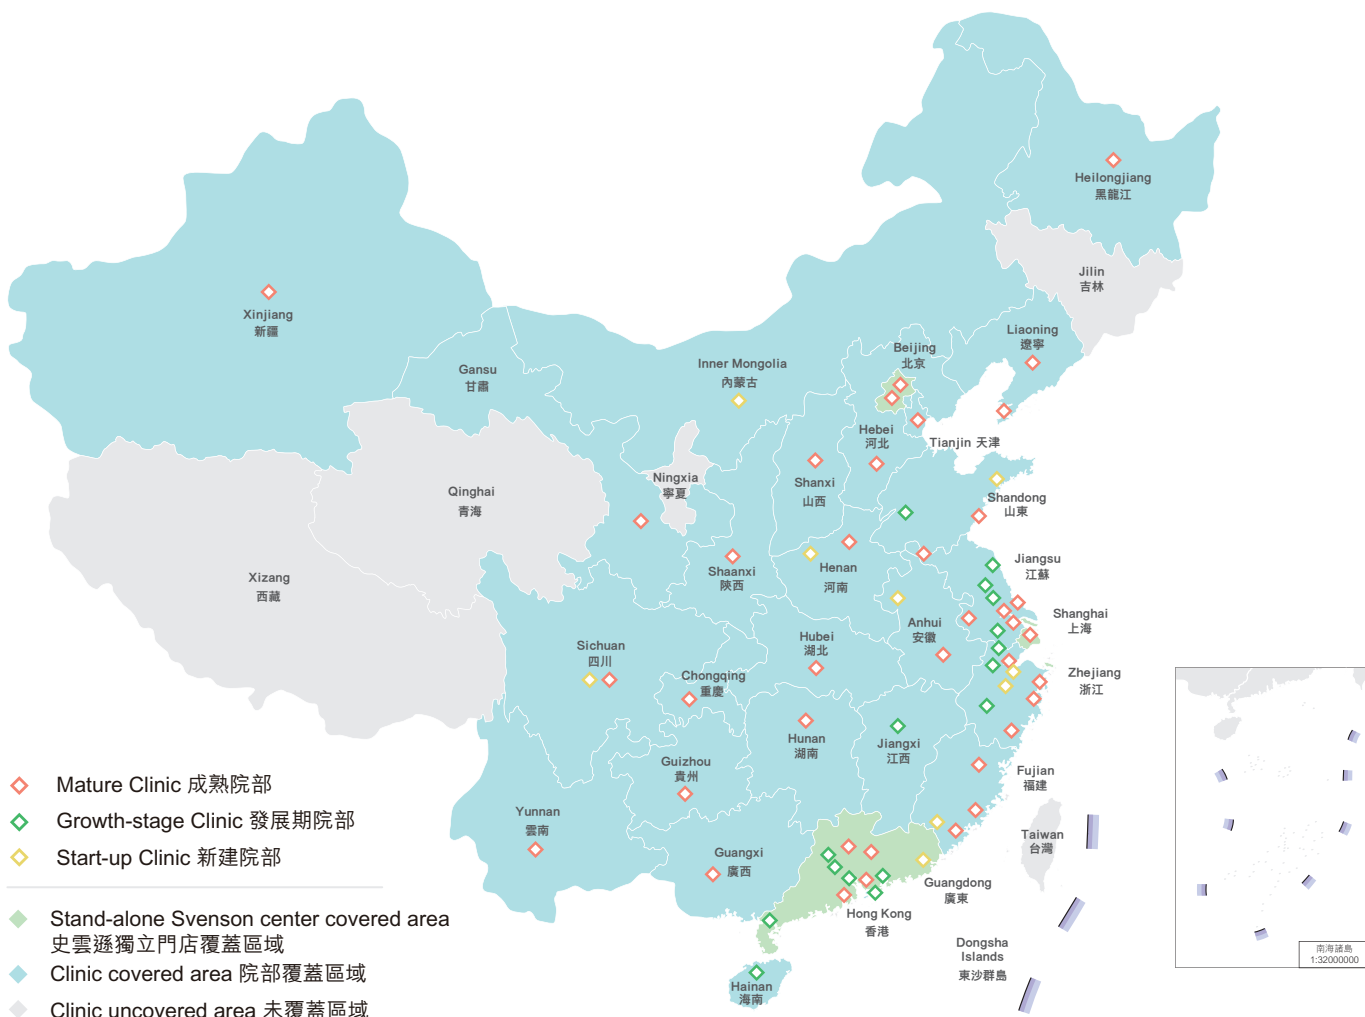 Heilongjiang
黑龍江
Jilin
吉林
Xinjiang
新疆
Liaoning
遼寧
Beijing
北京
Gansu
甘肅
Inner Mongolia
內蒙古
Hebei
河北
Tianjin 天津
Ningxia
寧夏
Shanxi
山西
Qinghai
青海
Shandong
山東
Jiangsu
江蘇
Shaanxi
陝西
Henan
河南
Xizang
西藏
Shanghai
上海
Anhui
安徽
Hubei
湖北
Sichuan
四川
Chongqing
重慶
Zhejiang
浙江
Hunan
湖南
Jiangxi
江西
Guizhou
貴州
Fujian
福建
Yunnan
雲南
Taiwan
台灣
Guangxi
廣西
Guangdong
廣東
Hong Kong
香港
Dongsha
Islands
東沙群島
Hainan
海南
南海諸島
1:32000000
Mature Clinic 成熟院部
Growth-stage Clinic 發展期院部
Start-up Clinic 新建院部
Stand-alone Svenson center covered area
史雲遜獨立門店覆蓋區域
Clinic covered area 院部覆蓋區域
Clinic uncovered area 未覆蓋區域